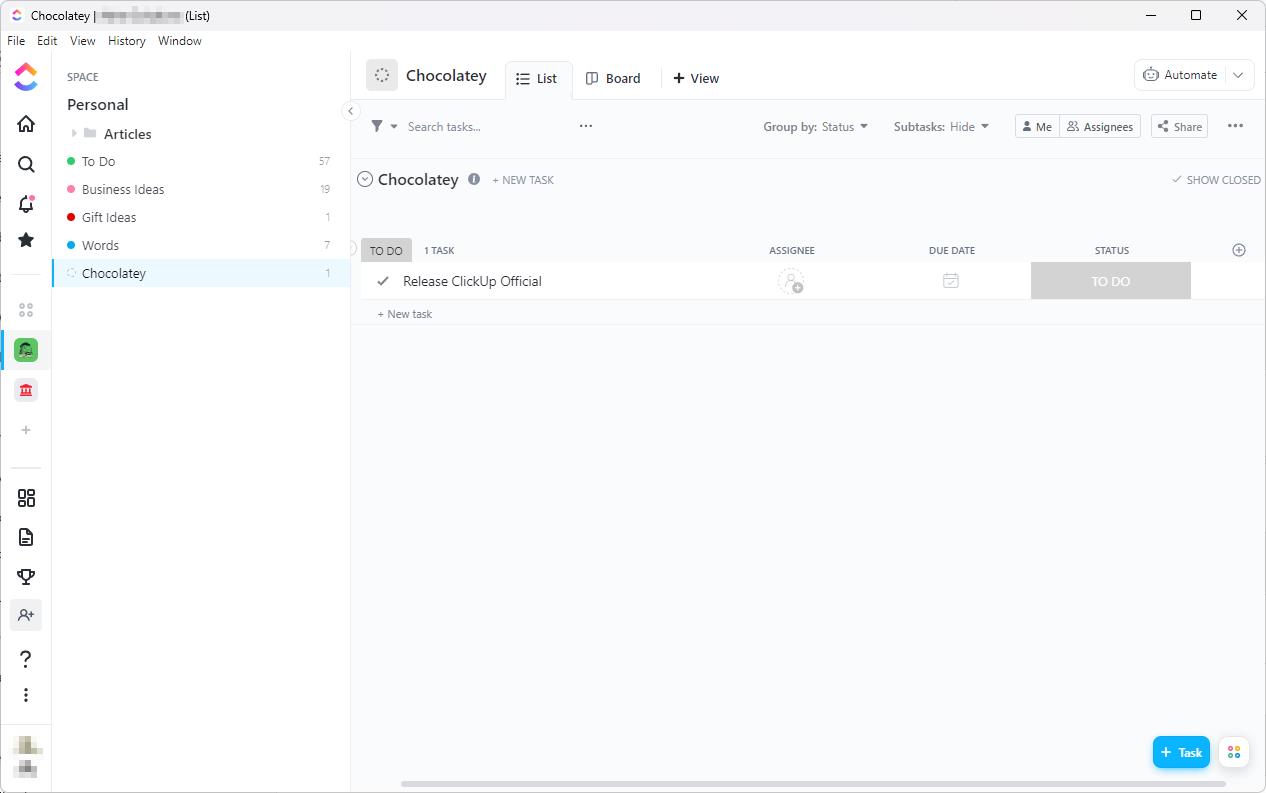 Chocolatey | (List)
File Edit View History Window
SPACE
Personal
Articles
To Do 57
Business Ideas 19
Gift Ideas 1
Words 7
Chocolatey 1
Chocolatey List Board + View Automate
Search tasks... Group by: Status Subtasks: Hide Me Assignees Share
Chocolatey + NEW TASK SHOW CLOSED
TO DO 1 TASK ASSIGNEE DUE DATE STATUS
Release ClickUp Official TO DO
+ New task
+ Task